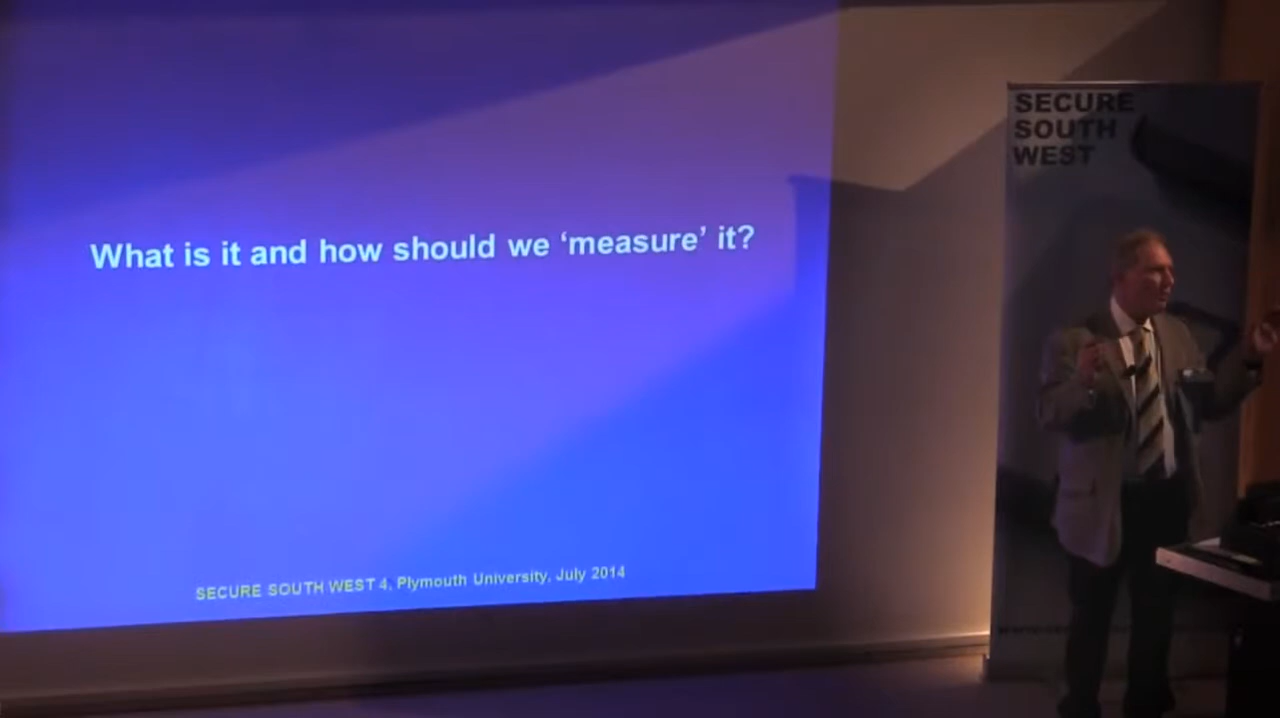 What is it and how should we ‘measure’ it?
SECURE SOUTH WEST 4, Plymouth University, July 2014
SECURE
SOUTH
WEST